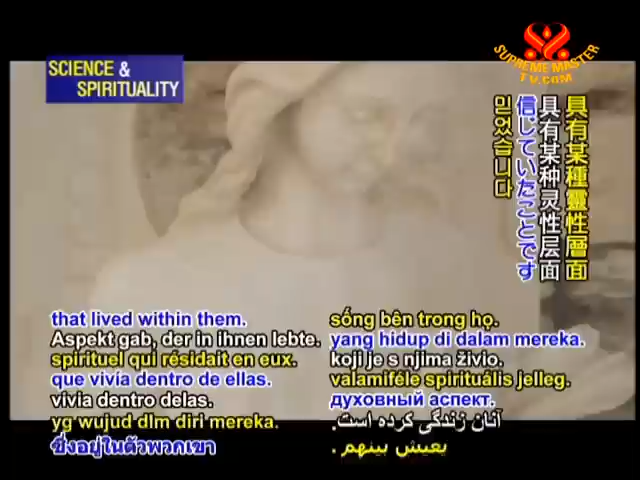 SCIENCE &
SPIRITUALITY
SUPREME MASTER
TV.COM
具有某種靈性層面
具有某种灵性层面
信じていたことです
믿었습니다
that lived within them.
Aspekt gab, der in ihnen lebte.
spirituel qui résidait en eux.
que vivía dentro de ellas.
vivia dentro delas.
yg wujud dlm diri mereka.
ซึ่งอยู่ในตัวพวกเขา
sống bên trong họ.
yang hidup di dalam mereka.
koji je s njima živio.
valamiféle spirituális jelleg.
духовный аспект.
آنان زندگی کرده است.
يعيش بينهم .